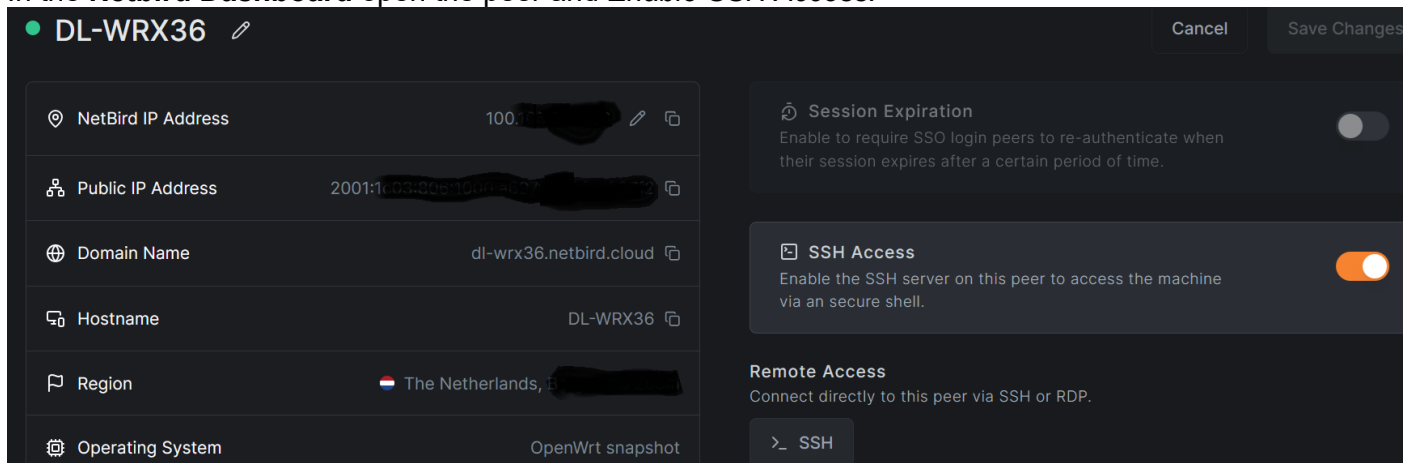 DL-WRX36
Cancel
Save Changes
NetBird IP Address
100.
Public IP Address
2001:1
Domain Name
dl-wrx36.netbird.cloud
Hostname
DL-WRX36
Region
The Netherlands,
Operating System
OpenWrt snapshot
Session Expiration
Enable to require SSO login peers to re-authenticate when
their session expires after a certain period of time.
SSH Access
Enable the SSH server on this peer to access the machine
via an secure shell.
Remote Access
Connect directly to this peer via SSH or RDP.
>_ SSH